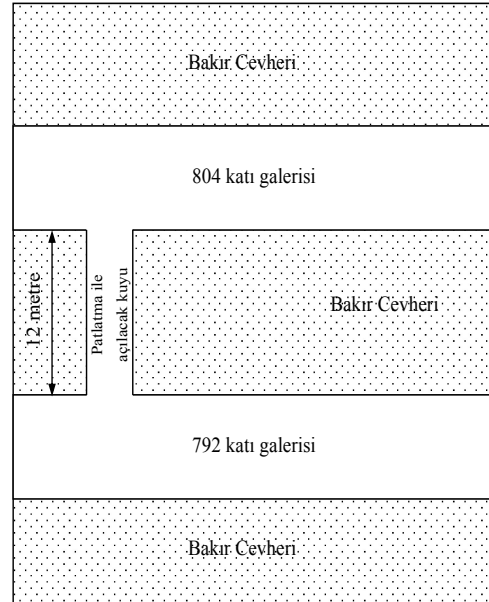 Bakır Cevheri
804 katı galerisi
12 metre
Patlatma ile
açılacak kuyu
Bakır Cevheri
792 katı galerisi
Bakır Cevheri